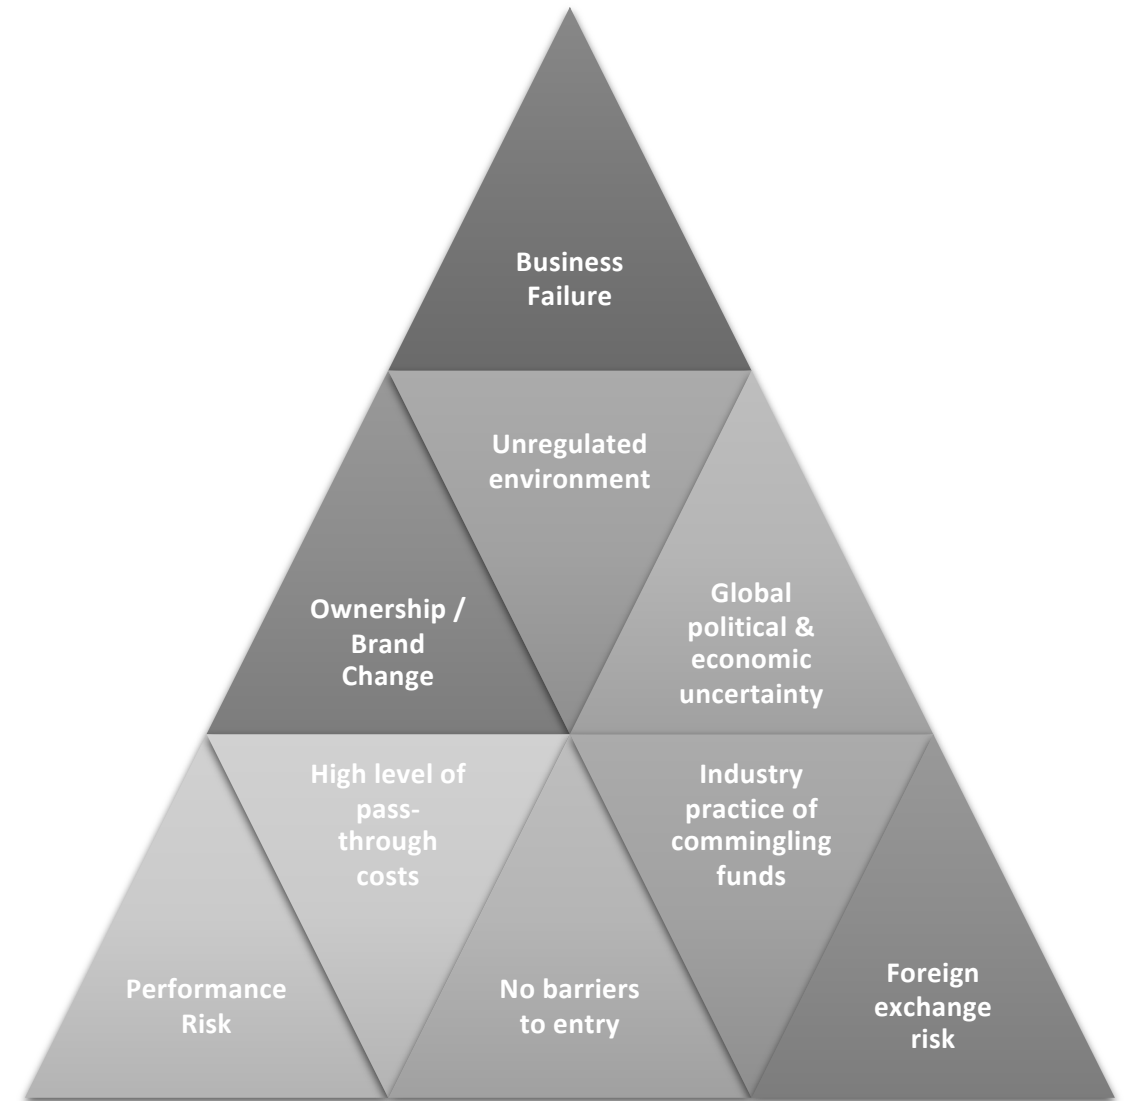 Business
Failure
Unregulated
environment
Ownership /
Brand
Change
Global
political &
economic
uncertainty
High level of
pass-
through
costs
Industry
practice of
commingling
funds
Performance
Risk
No barriers
to entry
Foreign
exchange
risk